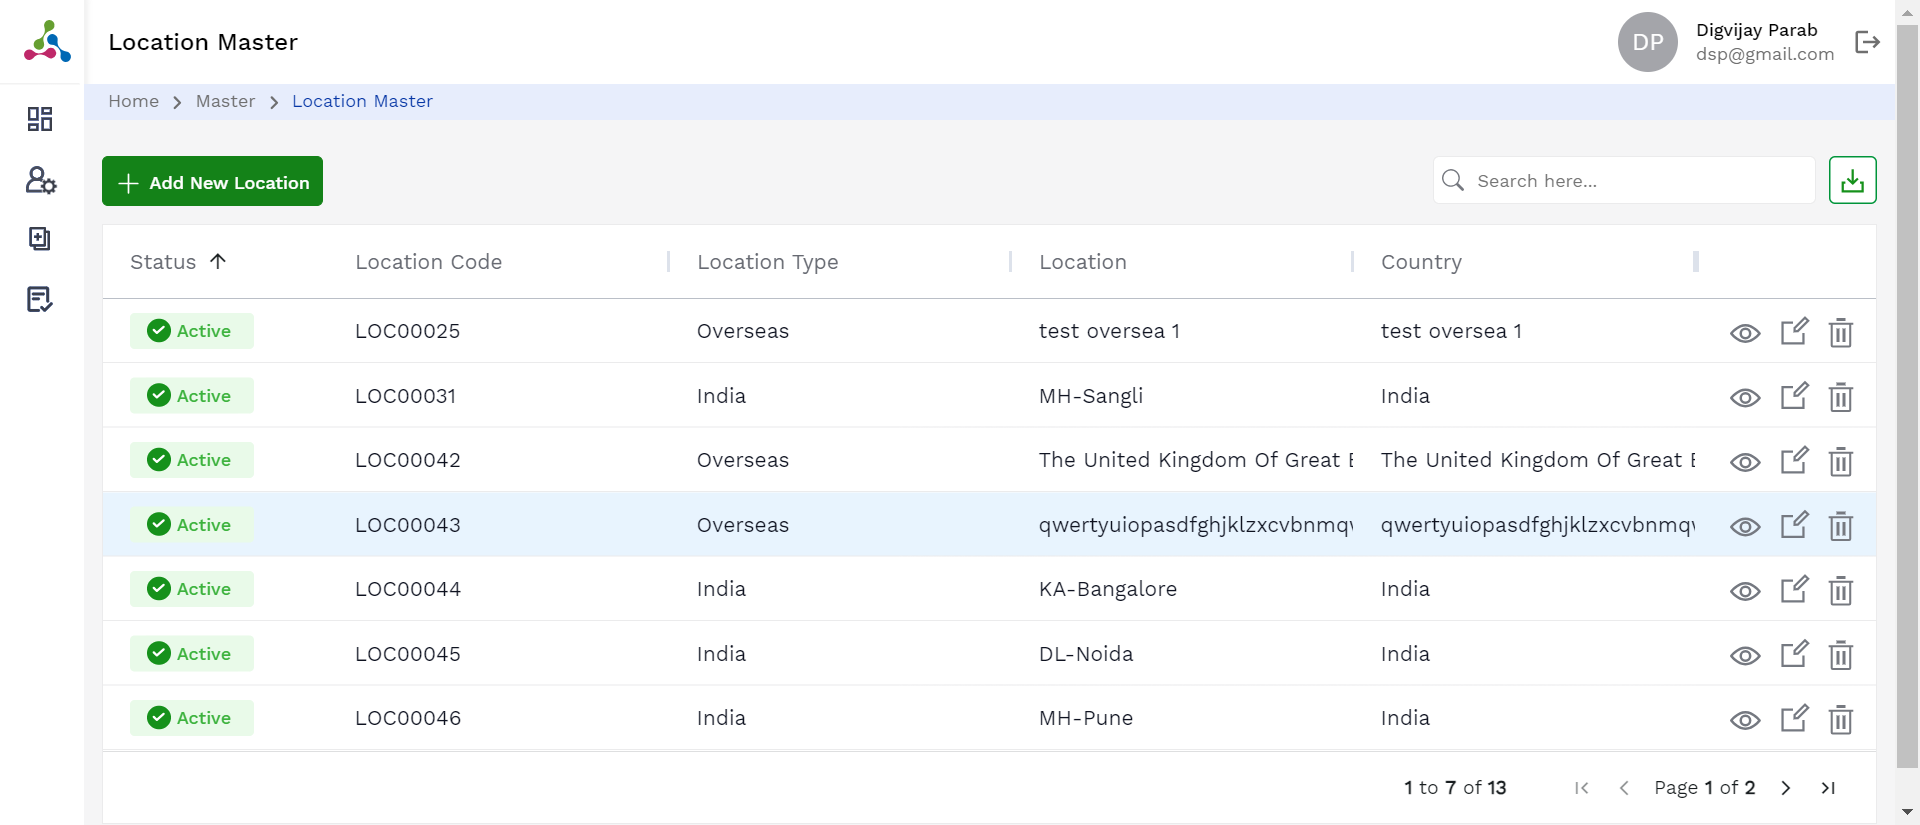 Location Master
DP
Digvijay Parab
dsp@gmail.com
Home > Master > Location Master
Add New Location
Search here...
Status Location Code Location Type Location Country
Active LOC00025 Overseas test oversea 1 test oversea 1
Active LOC00031 India MH-Sangli India
Active LOC00042 Overseas The United Kingdom Of Great The United Kingdom Of Great
Active LOC00043 Overseas qwertyuiopasdfghjklzxcvbnmq qwertyuiopasdfghjklzxcvbnmq
Active LOC00044 India KA-Bangalore India
Active LOC00045 India DL-Noida India
Active LOC00046 India MH-Pune India
1 to 7 of 13 Page 1 of 2